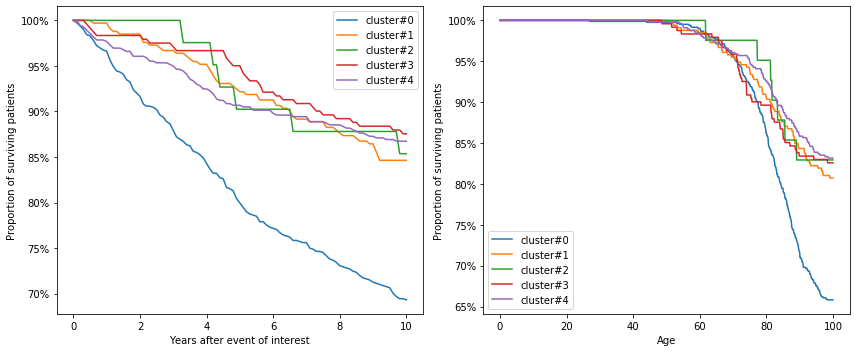 Proportion of surviving patients
100%
95%
90%
85%
80%
75%
70%
0
2
4
6
8
10
Years after event of interest
cluster#0
cluster#1
cluster#2
cluster#3
cluster#4
Proportion of surviving patients
100%
95%
90%
85%
80%
75%
70%
65%
0
20
40
60
80
100
Age
cluster#0
cluster#1
cluster#2
cluster#3
cluster#4